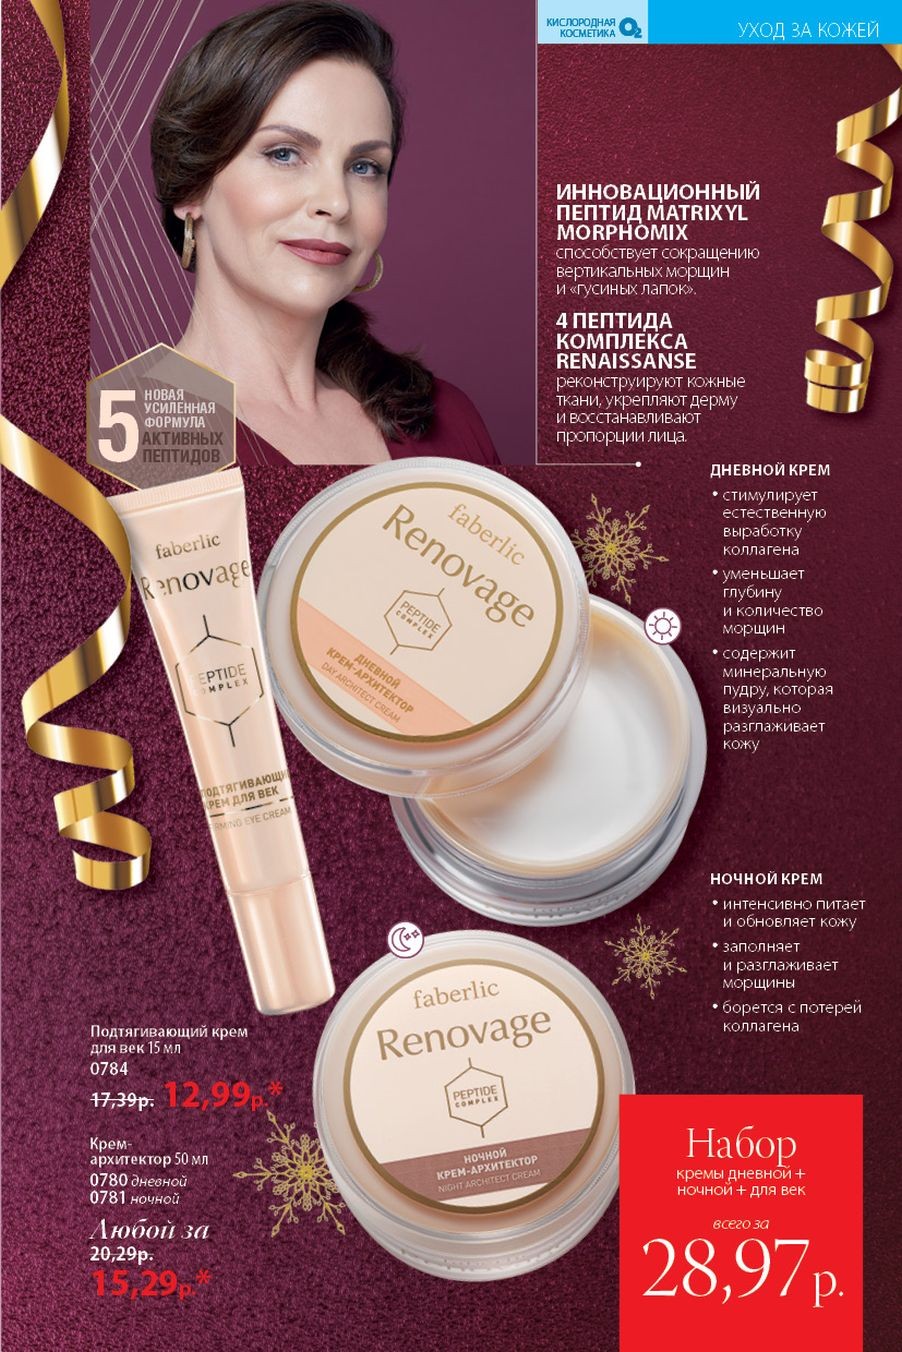 КИСЛОРОДНАЯ
КОСМЕТИКА O2
УХОД ЗА КОЖЕЙ
ИННОВАЦИОННЫЙ
ПЕПТИД MATRIXYL
MORPHOMIX
способствует сокращению
вертикальных морщин
и «гусиных лапок».
4 ПЕПТИДА
КОМПЛЕКСА
RENAISSANSE
реконструируют кожные
ткани, укрепляют дерму
и восстанавливают
пропорции лица.
5 НОВАЯ
УСИЛЕННАЯ
ФОРМУЛА
АКТИВНЫХ
ПЕПТИДОВ
faberlic
Renovage
PEPTIDE
COMPLEX
ПОДТЯГИВАЮЩИЙ
КРЕМ ДЛЯ ВЕК
FIRMING EYE CREAM
faberlic
Renovage
PEPTIDE
COMPLEX
ДНЕВНОЙ
КРЕМ-АРХИТЕКТОР
DAY ARCHITECT CREAM
ДНЕВНОЙ КРЕМ
• стимулирует
естественную
выработку
коллагена
• уменьшает
глубину
и количество
морщин
• содержит
минеральную
пудру, которая
визуально
разглаживает
кожу
НОЧНОЙ КРЕМ
• интенсивно питает
и обновляет кожу
• заполняет
и разглаживает
морщины
• борется с потерей
коллагена
faberlic
Renovage
PEPTIDE
COMPLEX
НОЧНОЙ
КРЕМ-АРХИТЕКТОР
NIGHT ARCHITECT CREAM
Подтягивающий крем
для век 15 мл
0784
17,39р. 12,99р.*
Крем-
архитектор 50 мл
0780 дневной
0781 ночной
Любой за
20,29р.
15,29р.*
Набор
кремы дневной +
ночной + для век
всего за
28,97р.